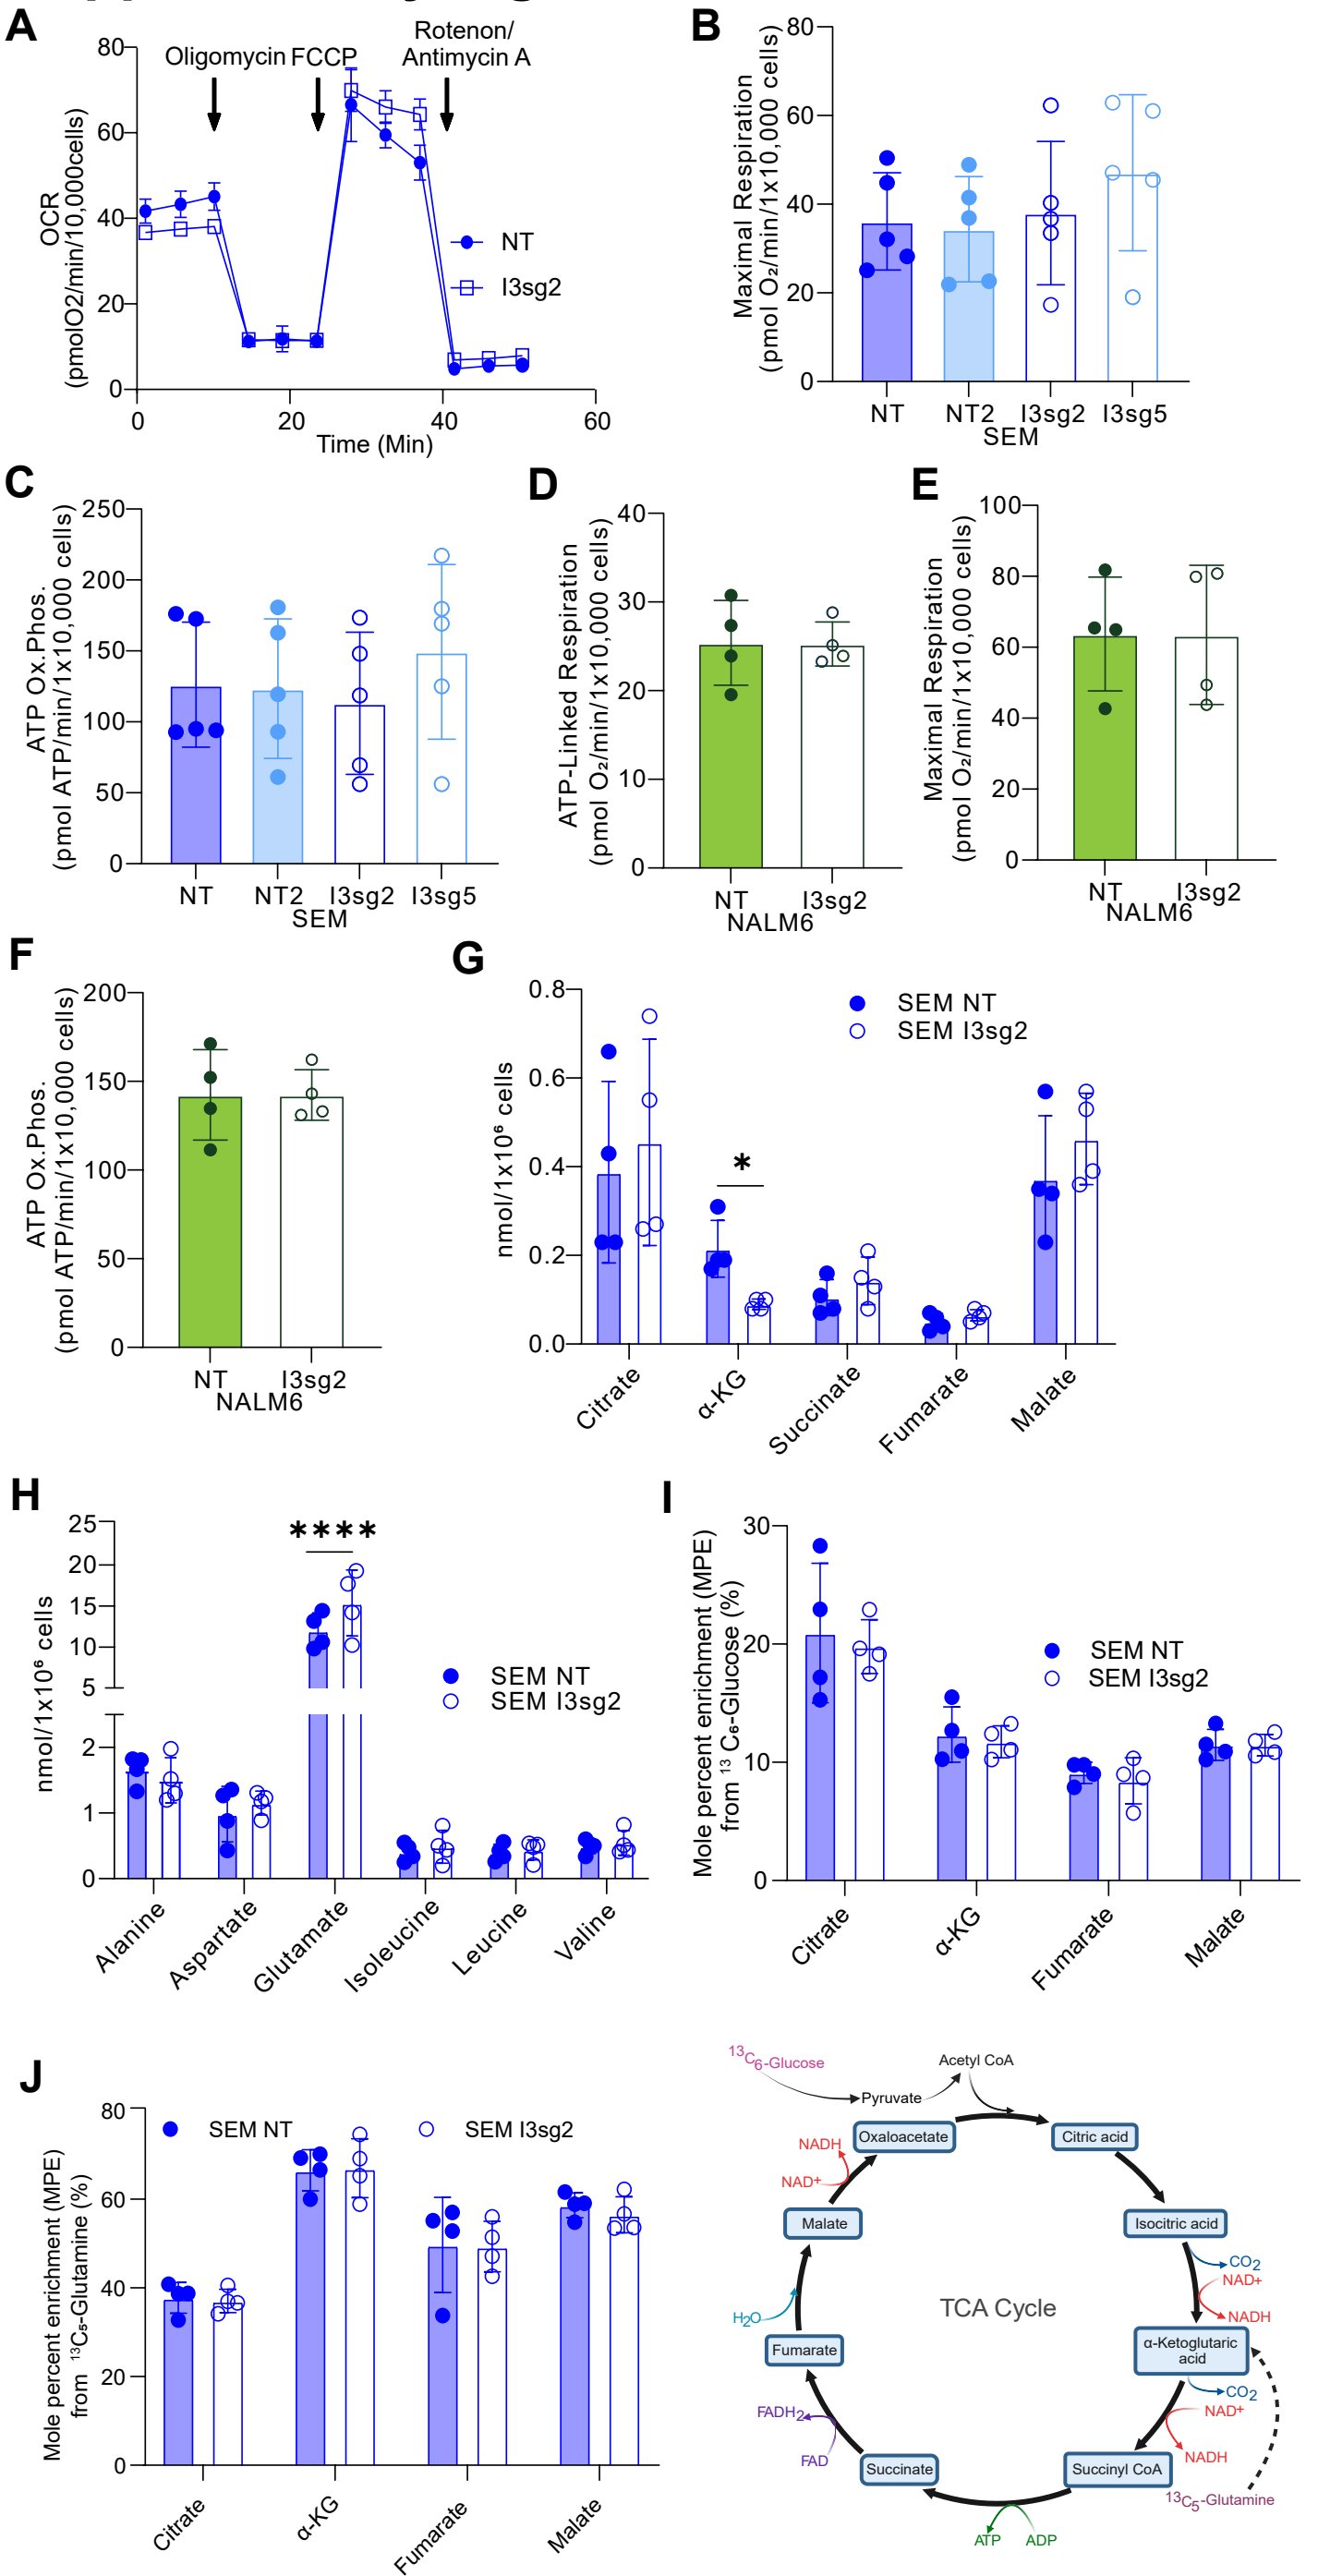 A
80
60
40
20
0
OCR
(pmolO2/min/10,000cells)
Oligomycin
FCCP
Rotenon/
Antimycin A
NT
I3sg2
0
20
40
60
Time (Min)
B
80
60
40
20
0
Maximal Respiration
(pmol O₂/min/1x10,000 cells)
NT
NT2
I3sg2
I3sg5
SEM
C
250
200
150
100
50
0
ATP Ox.Phos.
(pmol ATP/min/1x10,000 cells)
NT
NT2
I3sg2
I3sg5
SEM
D
40
30
20
10
0
ATP-Linked Respiration
(pmol O₂/min/1x10,000 cells)
NT
I3sg2
NALM6
E
100
80
60
40
20
0
Maximal Respiration
(pmol O₂/min/1x10,000 cells)
NT
I3sg2
NALM6
F
200
150
100
50
0
ATP Ox.Phos.
(pmol ATP/min/1x10,000 cells)
NT
I3sg2
NALM6
G
0.8
0.6
0.4
0.2
0.0
nmol/1x10⁶ cells
SEM NT
SEM I3sg2
*
Citrate
α-KG
Succinate
Fumarate
Malate
H
25
20
15
10
5
2
1
0
nmol/1x10⁶ cells
****
SEM NT
SEM I3sg2
Alanine
Aspartate
Glutamate
Isoleucine
Leucine
Valine
I
30
20
10
0
Mole percent enrichment (MPE)
from ¹³ C₆-Glucose (%)
SEM NT
SEM I3sg2
Citrate
α-KG
Fumarate
Malate
J
80
60
40
20
0
Mole percent enrichment (MPE)
from ¹³C₅-Glutamine (%)
SEM NT
SEM I3sg2
Citrate
α-KG
Fumarate
Malate
¹³C₆-Glucose
Acetyl CoA
Pyruvate
Oxaloacetate
Citric acid
NADH
NAD+
Malate
Isocitric acid
CO₂
NAD+
NADH
TCA Cycle
H₂O
Fumarate
α-Ketoglutaric
acid
CO₂
NAD+
NADH
FADH₂
FAD
Succinate
Succinyl CoA
¹³C₅-Glutamine
ATP
ADP